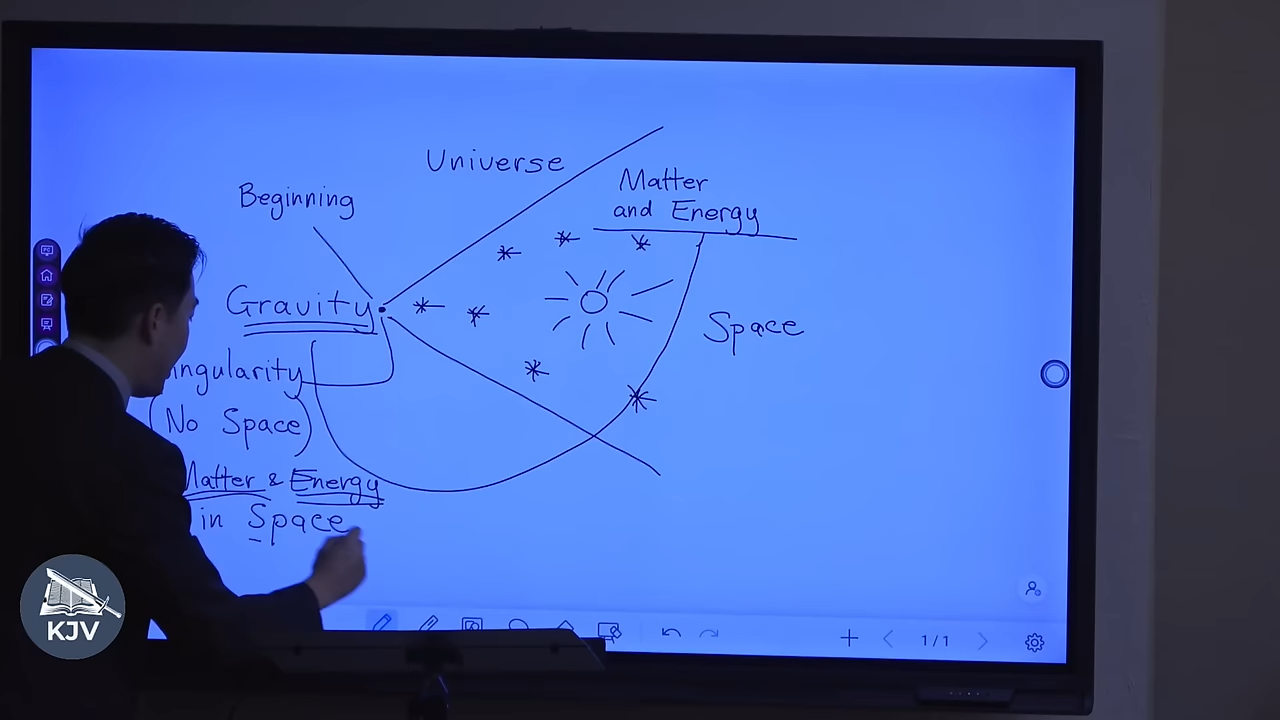 Universe
Beginning
Matter
and Energy
Gravity
Space
ingularity
(No Space)
Matter & Energy
in Space
1/1
KJV